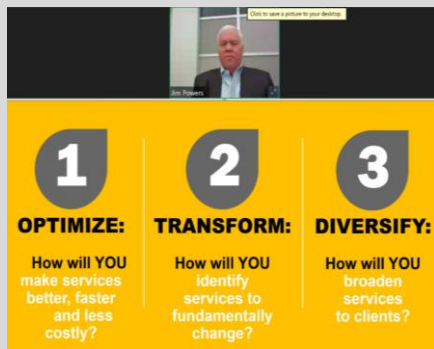 Click to save a picture to your desktop
Jim Powers
1
OPTIMIZE:
How will YOU
make services
better, faster
and less
costly?
2
TRANSFORM:
How will YOU
identify
services to
fundamentally
change?
3
DIVERSIFY:
How will YOU
broaden
services
to clients?